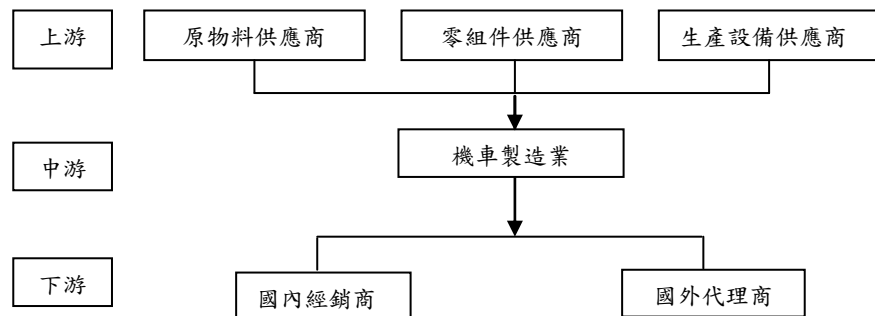 上游
原物料供應商
零組件供應商
生產設備供應商
中游
機車製造業
下游
國內經銷商
國外代理商